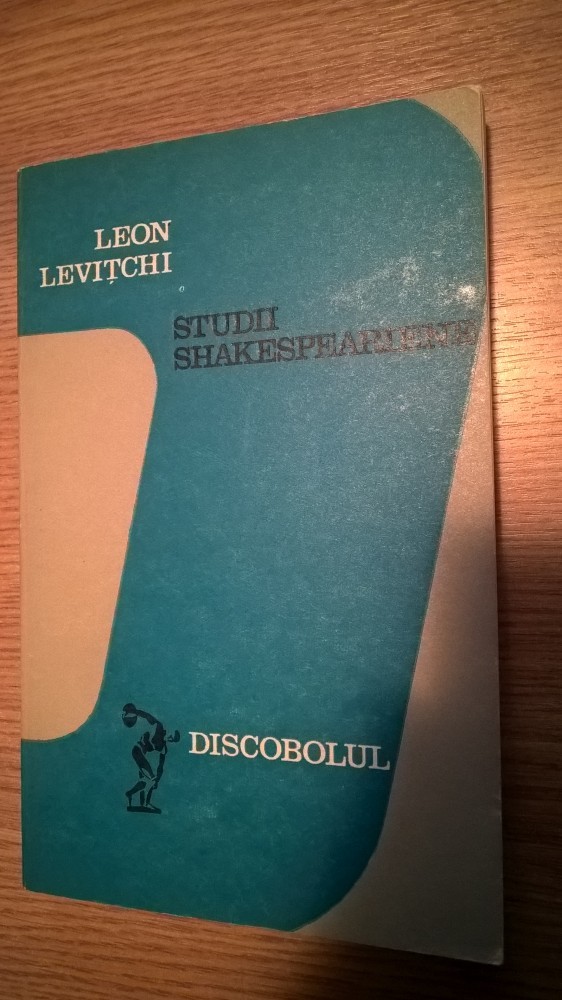 LEON
LEVIȚCHI
STUDII
SHAKESPEARIENE
DISCOBOLUL